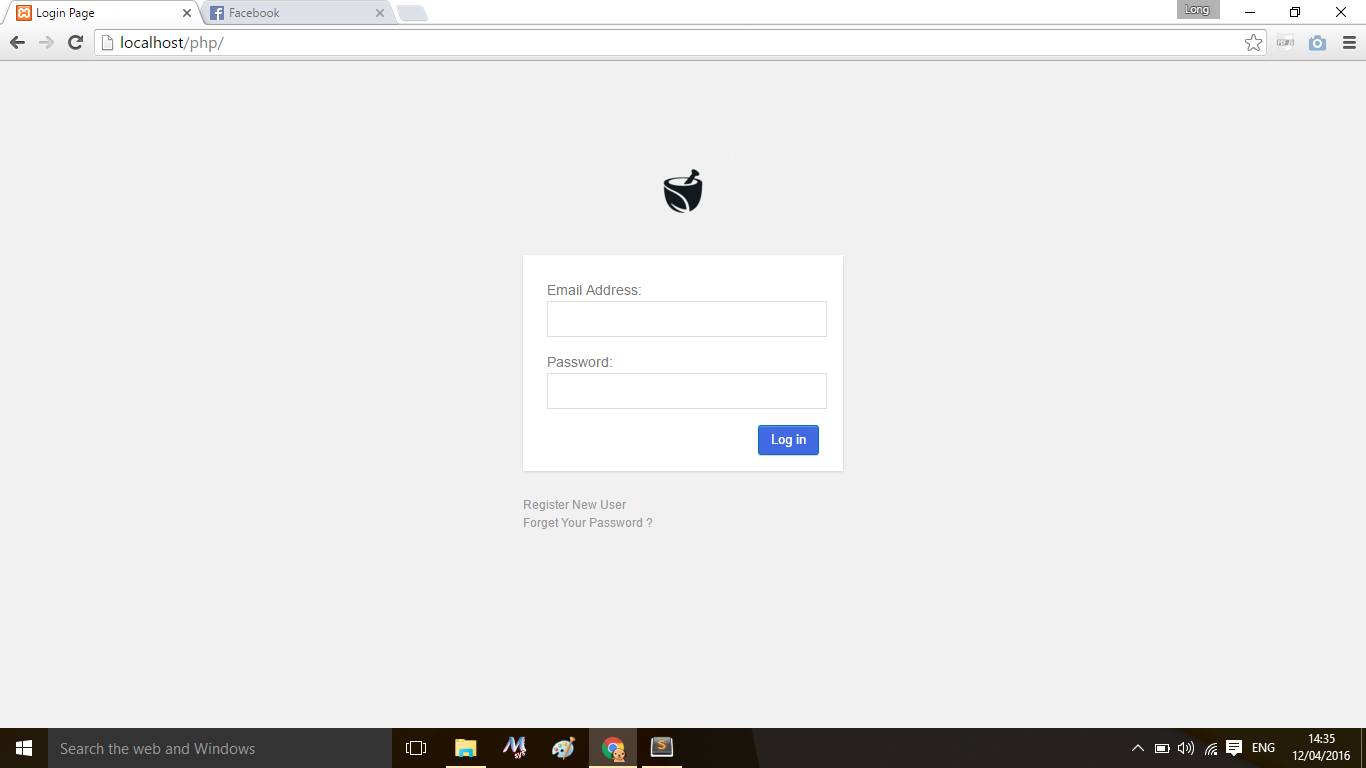 Login Page
Facebook
Long
localhost/php/
Email Address:
Password:
Log in
Register New User
Forget Your Password ?
Search the web and Windows
ENG
14:35
12/04/2016